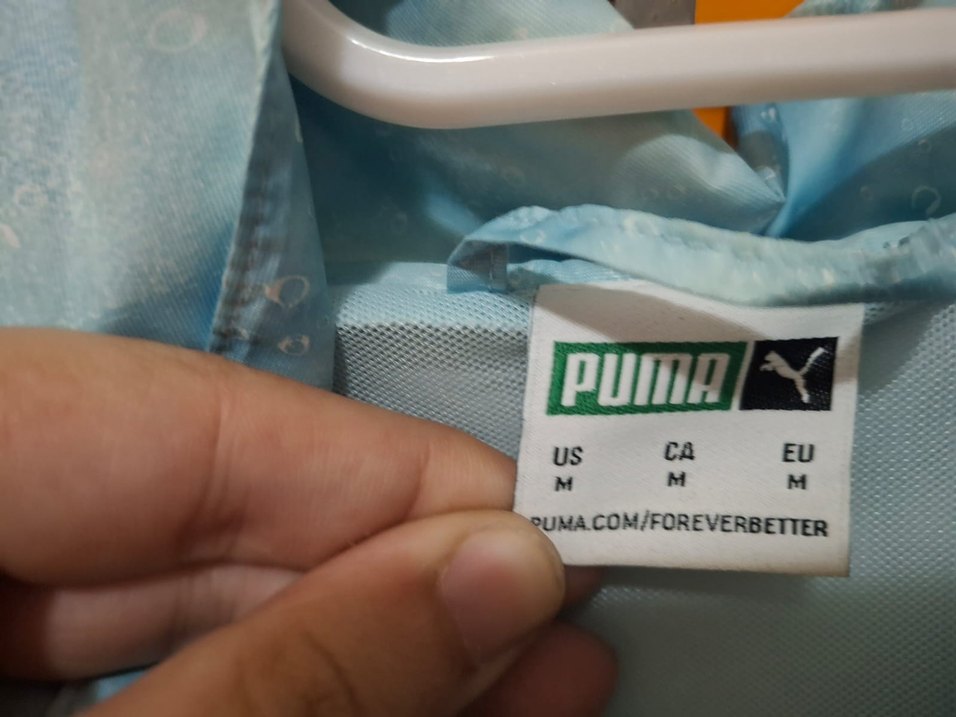 PUMA
US CA EU
M M M
PUMA.COM/FOREVERBETTER